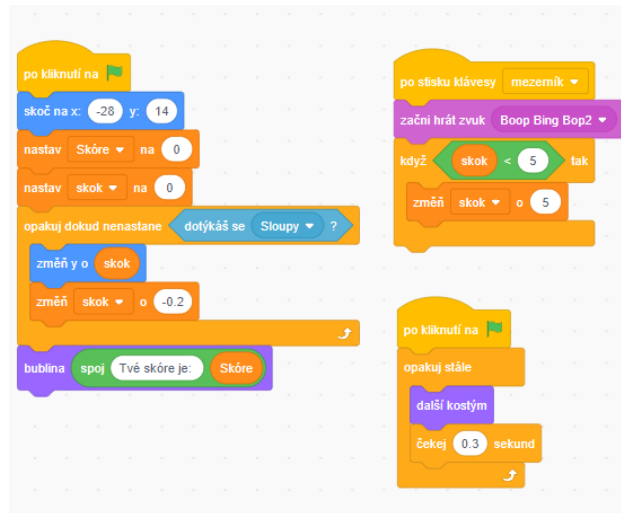 po kliknutí na
skoč na x: -28 y: 14
nastav Skóre na 0
nastav skok na 0
opakuj dokud nenastane dotýkáš se Sloupy ?
změň y o skok
změň skok o -0.2
bublina spoj Tvé skóre je: Skóre
po stisku klávesy mezerník
začni hrát zvuk Boop Bing Bop2
když skok < 5 tak
změň skok o 5
po kliknutí na
opakuj stále
další kostým
čekej 0.3 sekund